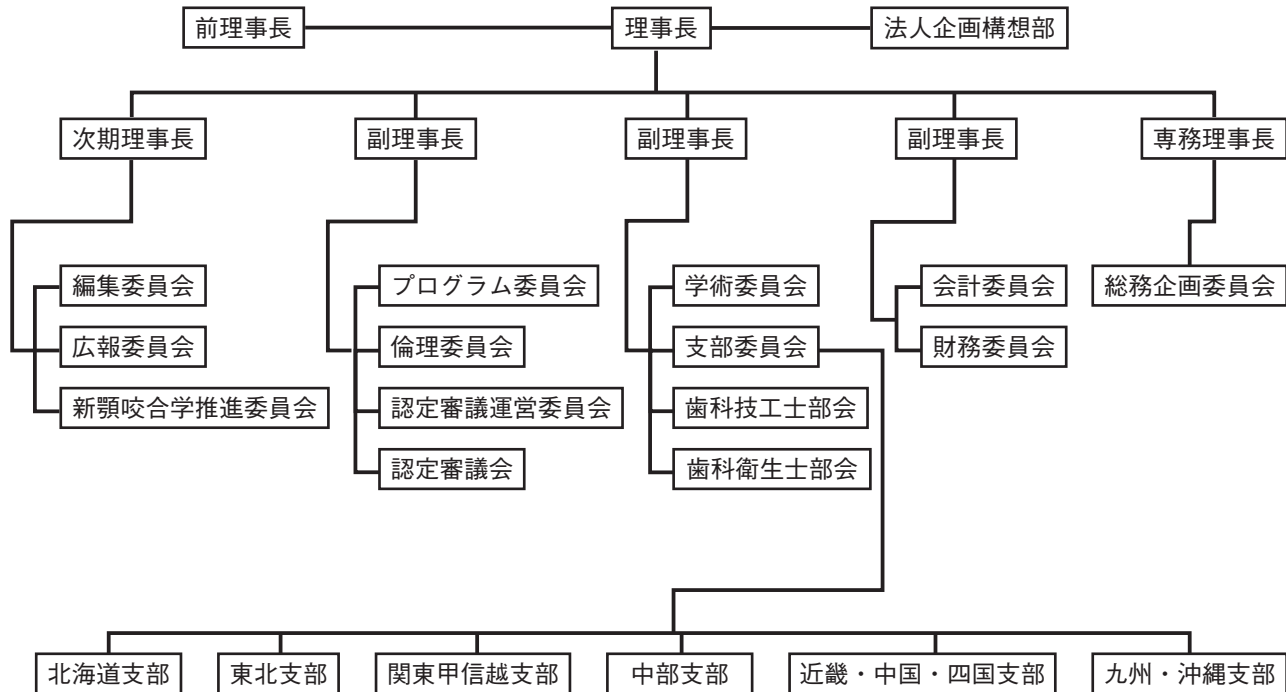 前理事長
理事長
法人企画構想部
次期理事長
副理事長
副理事長
副理事長
専務理事長
編集委員会
広報委員会
新顎咬合学推進委員会
プログラム委員会
倫理委員会
認定審議運営委員会
認定審議会
学術委員会
支部委員会
歯科技工士部会
歯科衛生士部会
会計委員会
財務委員会
総務企画委員会
北海道支部
東北支部
関東甲信越支部
中部支部
近畿・中国・四国支部
九州・沖縄支部